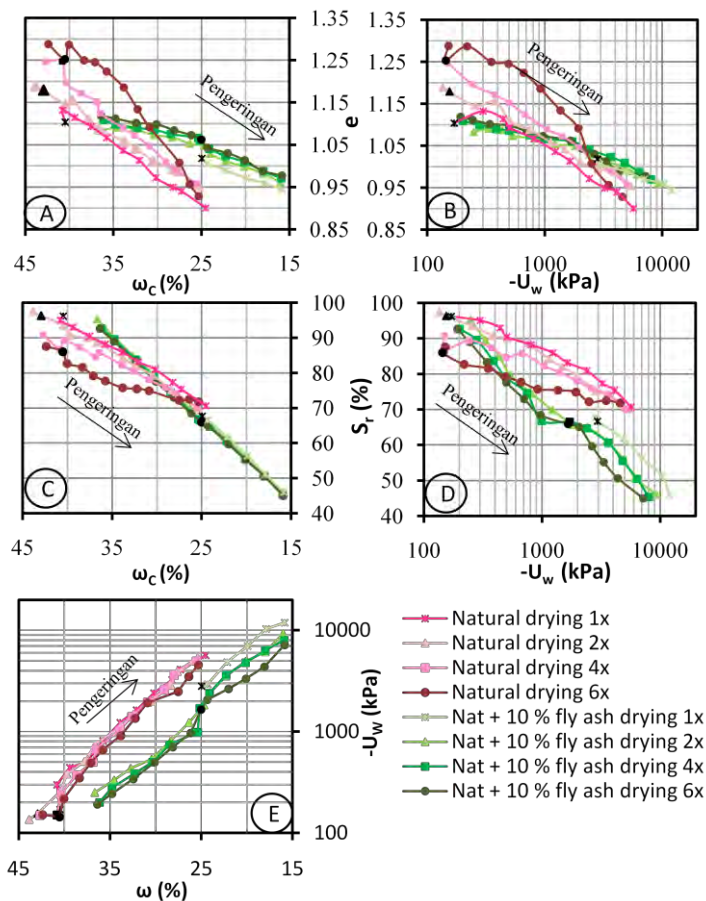 1.35
1.25
1.15
1.05
0.95
0.85
e
Pengeringan
A
45
35
25
15
ωC (%)
1.35
1.25
1.15
1.05
0.95
0.85
Pengeringan
B
100
1000
10000
-Uw (kPa)
100
90
80
70
60
50
40
Sr (%)
Pengeringan
C
45
35
25
15
ωC (%)
100
90
80
70
60
50
40
Pengeringan
D
100
1000
10000
-Uw (kPa)
10000
1000
100
-Uw (kPa)
Pengeringan
E
45
35
25
15
ω (%)
Natural drying 1x
Natural drying 2x
Natural drying 4x
Natural drying 6x
Nat + 10 % fly ash drying 1x
Nat + 10 % fly ash drying 2x
Nat + 10 % fly ash drying 4x
Nat + 10 % fly ash drying 6x